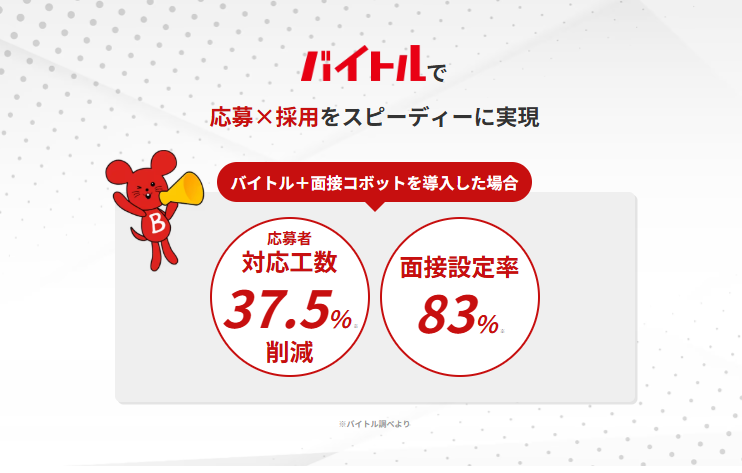 バイトルで
応募×採用をスピーディーに実現
バイトル＋面接コボットを導入した場合
応募者
対応工数
37.5%※
削減
面接設定率
83%※
B
※バイトル調べより